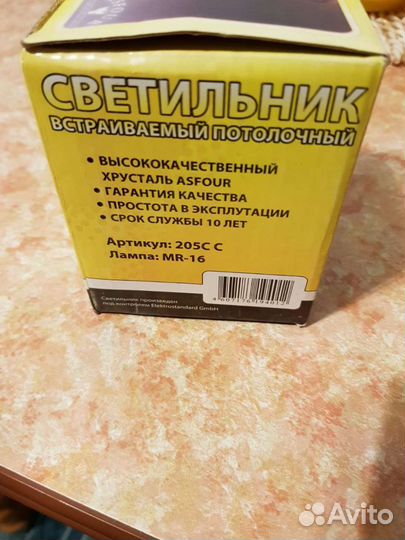 СВЕТИЛЬНИК
ВСТРАИВАЕМЫЙ ПОТОЛОЧНЫЙ
• ВЫСОКОКАЧЕСТВЕННЫЙ
ХРУСТАЛЬ ASFOUR
• ГАРАНТИЯ КАЧЕСТВА
• ПРОСТОТА В ЭКСПЛУТАЦИИ
• СРОК СЛУЖБЫ 10 ЛЕТ
Артикул: 205C C
Лампа: MR-16
Светильник произведен
под контролем Elektrostandard GmbH
Avito